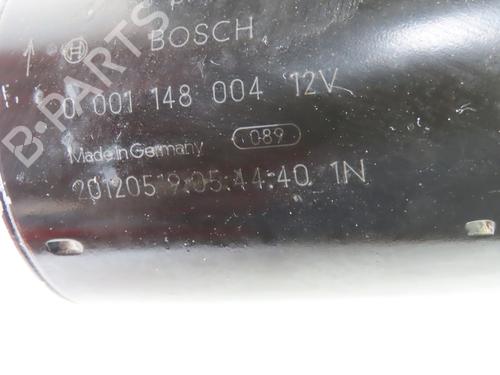 BOSCH
0 001 148 004 12V
Made in Germany 089
20120519.05:44:40 1N
B-PARTS